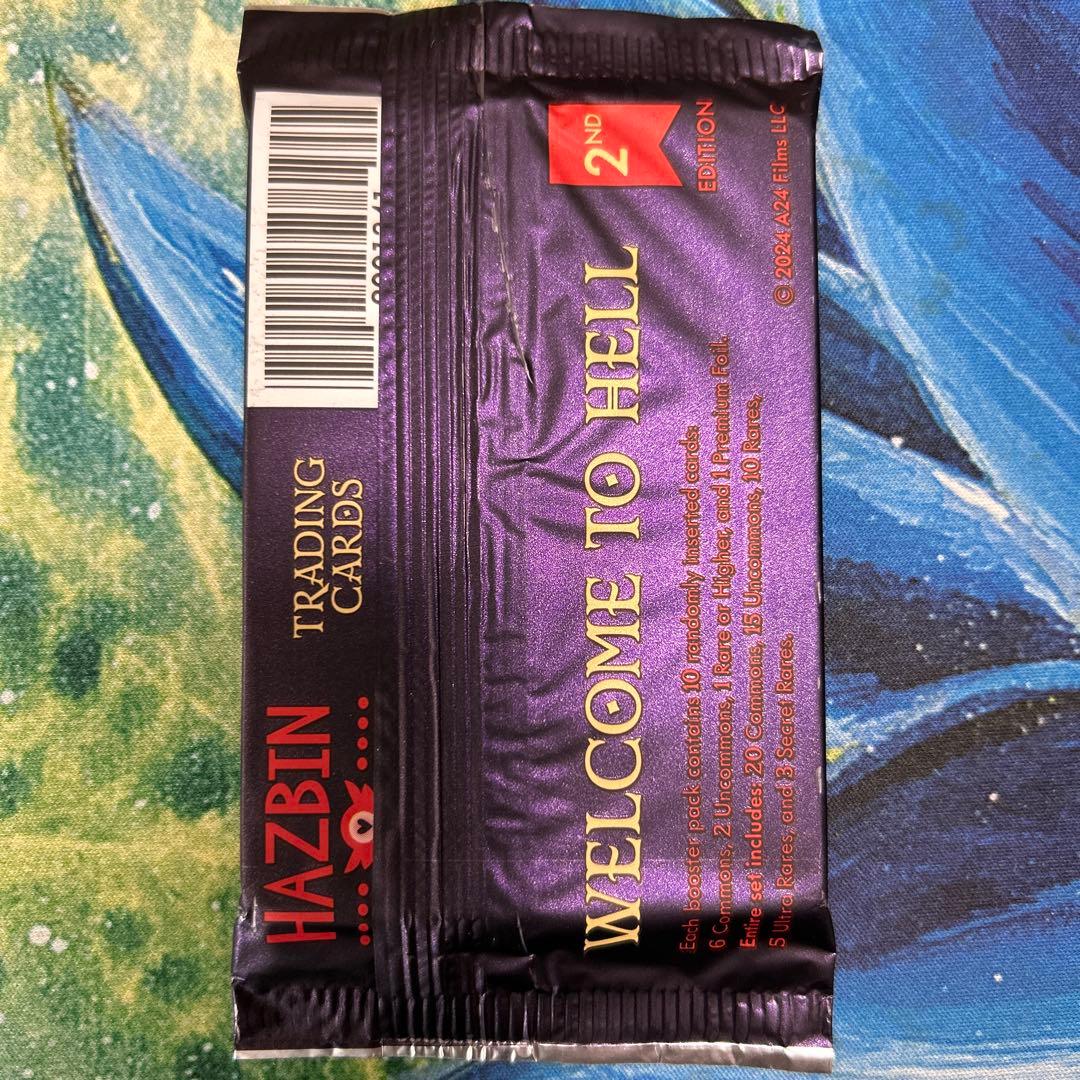 HAZBIN
TRADING
CARDS
WELCOME TO HELL
2ND
EDITION
Each booster pack contains 10 randomly inserted cards:
6 Commons, 2 Uncommons, 1 Rare or Higher, and 1 Premium Foil.
Entire set includes: 20 Commons, 15 Uncommons, 10 Rares,
5 Ultra Rares, and 3 Secret Rares.
© 2024 A24 Films LLC